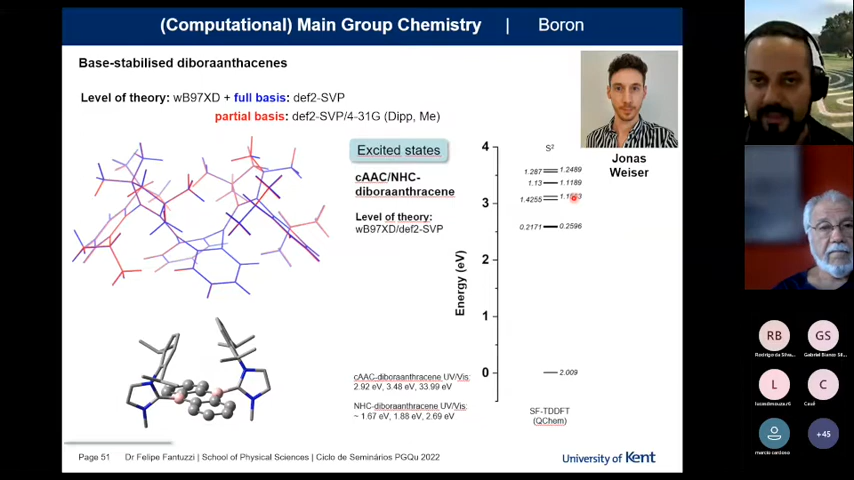 (Computational) Main Group Chemistry | Boron
Base-stabilised diboraanthacenes
Level of theory: wB97XD + full basis: def2-SVP
partial basis: def2-SVP/4-31G (Dipp, Me)
Excited states
cAAC/NHC-
diboraanthracene
Level of theory:
wB97XD/def2-SVP
Jonas
Weiser
4
S²
1.287 1.2489
1.13 1.1189
3
1.4255
0.2171 0.2596
2
Energy (eV)
1
0
2.009
SF-TDDFT
(QChem)
cAAC-diboraanthracene UV/Vis:
2.92 eV, 3.48 eV, 33.99 eV
NHC-diboraanthracene UV/Vis:
~ 1.67 eV, 1.88 eV, 2.69 eV
Page 51 Dr Felipe Fantuzzi | School of Physical Sciences | Ciclo de Seminários PGQu 2022
University of Kent
RB
GS
Rodrigo da Silva...
Gabriel Bianco Sil...
L
C
Cauê
+45
marcio cardoso